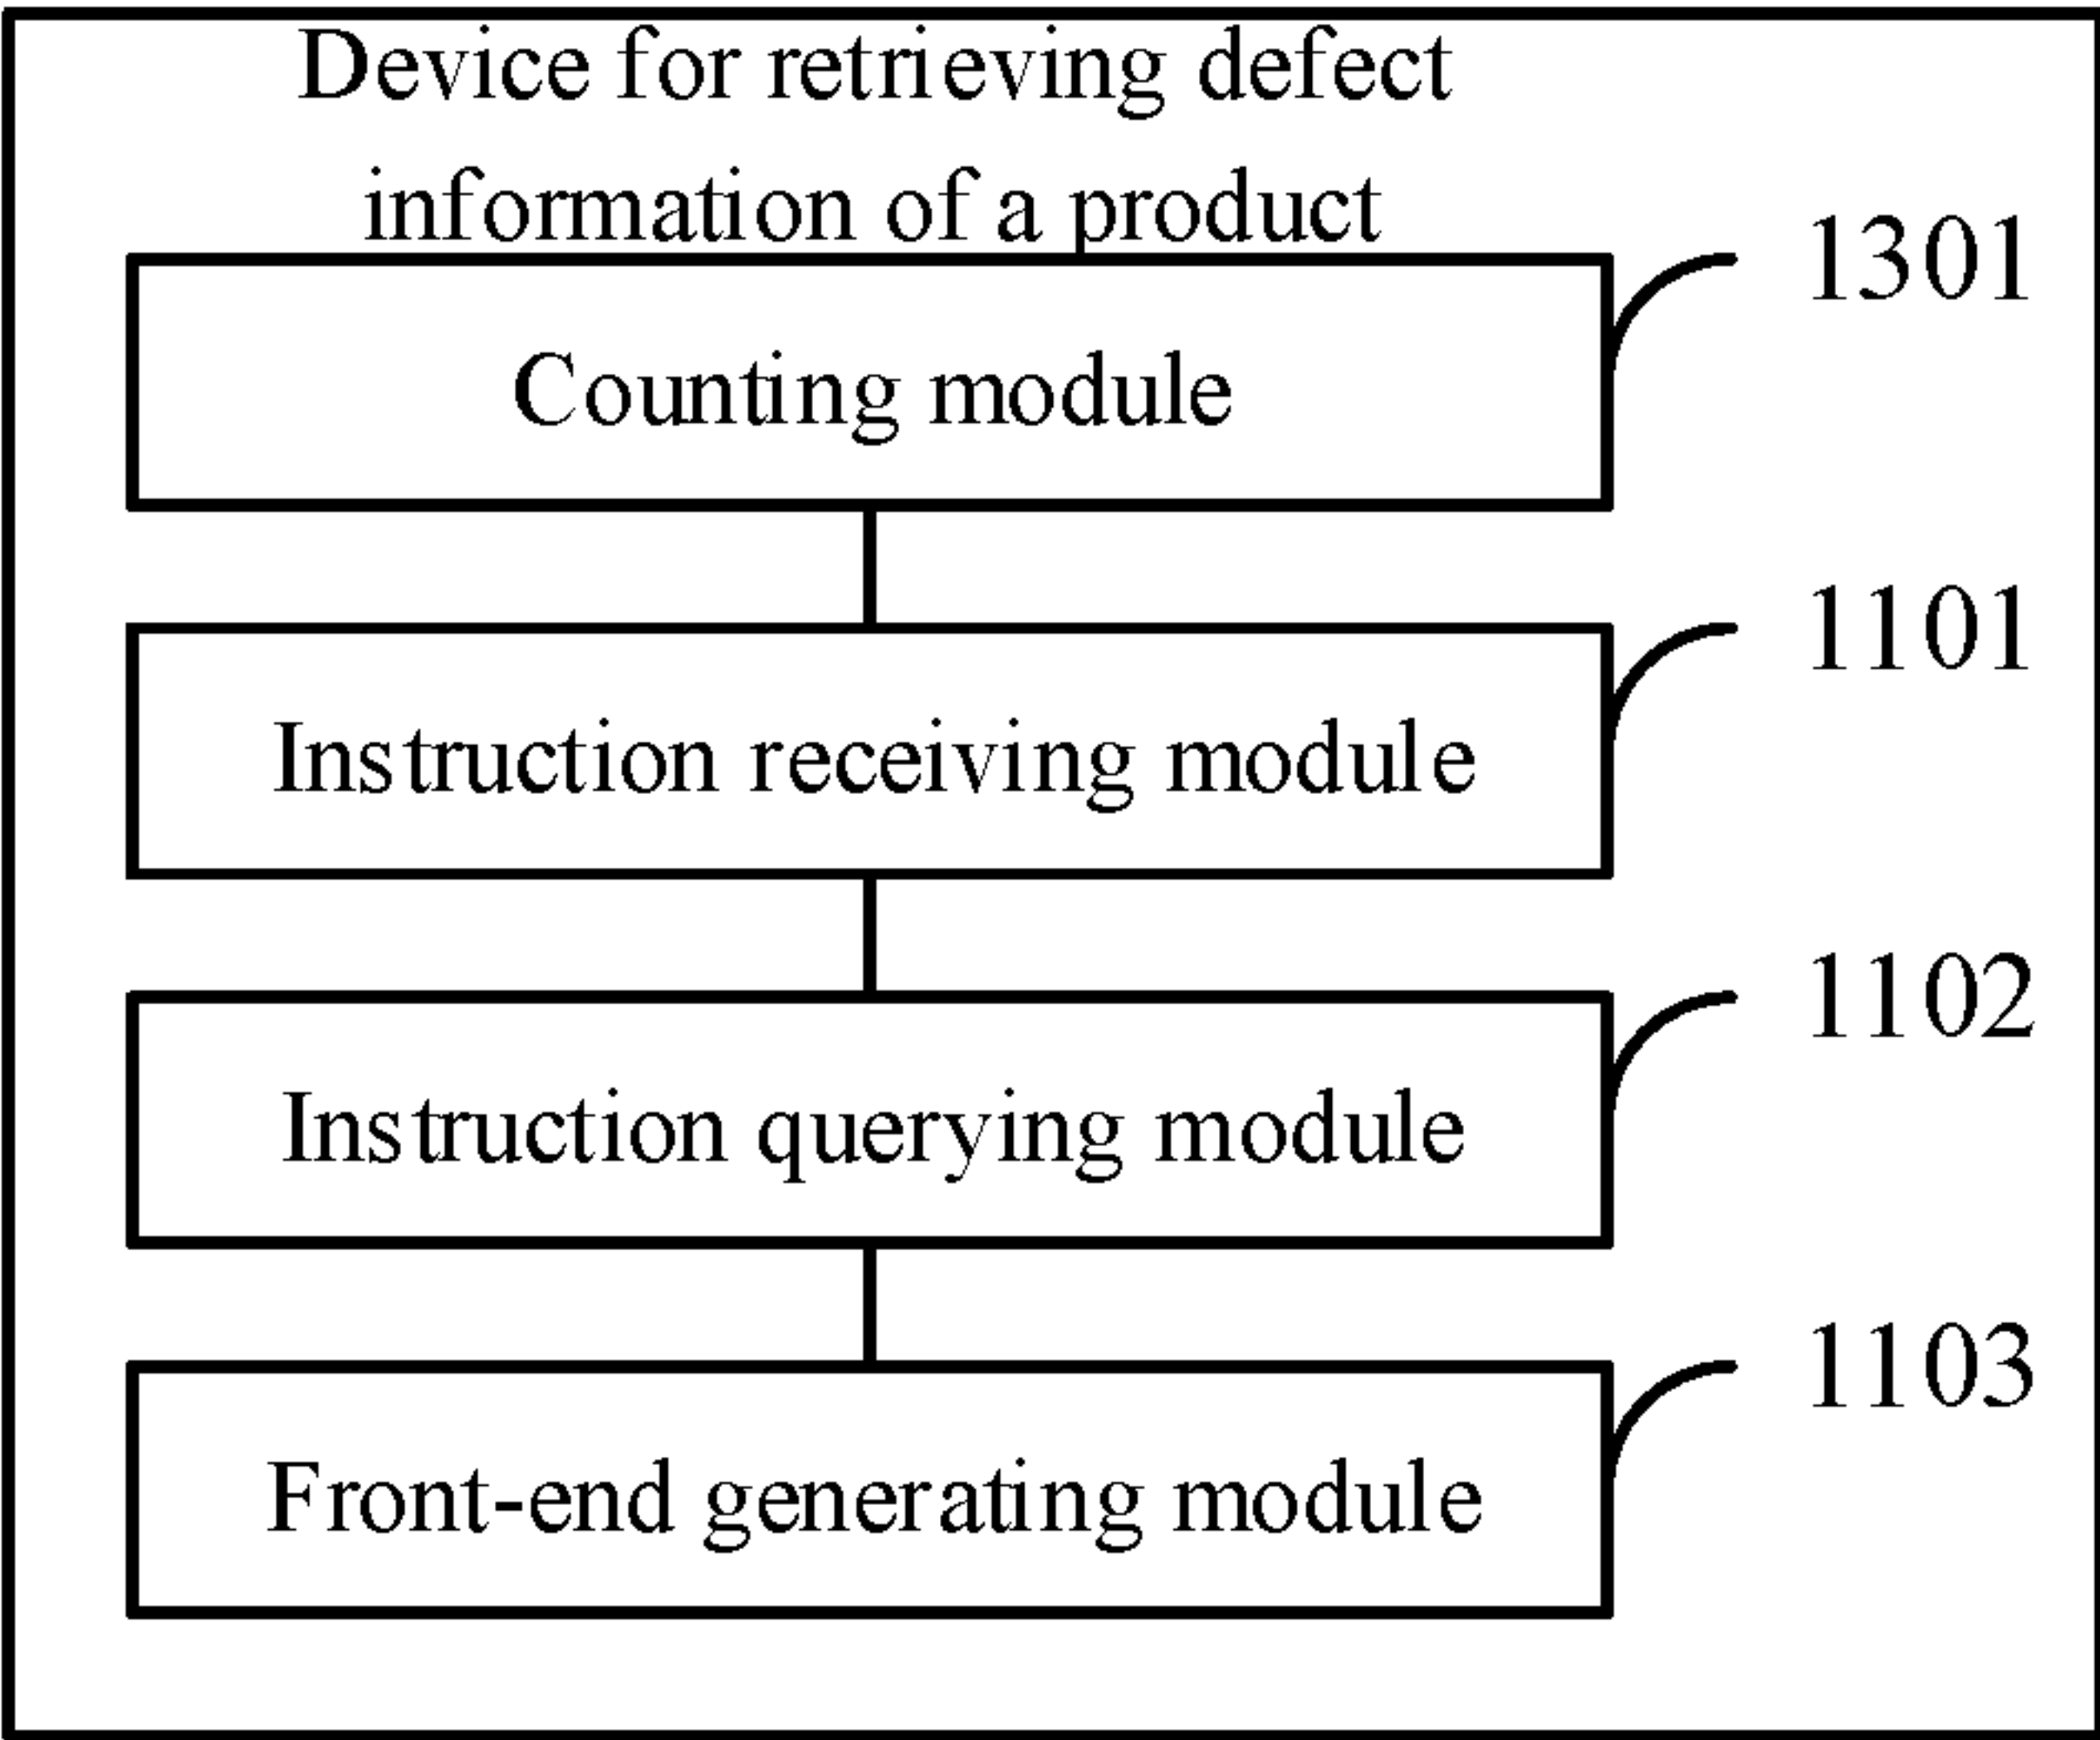 Device for retrieving defect
information of a product
1301
Counting module
1101
Instruction receiving module
1102
Instruction querying module
1103
Front-end generating module